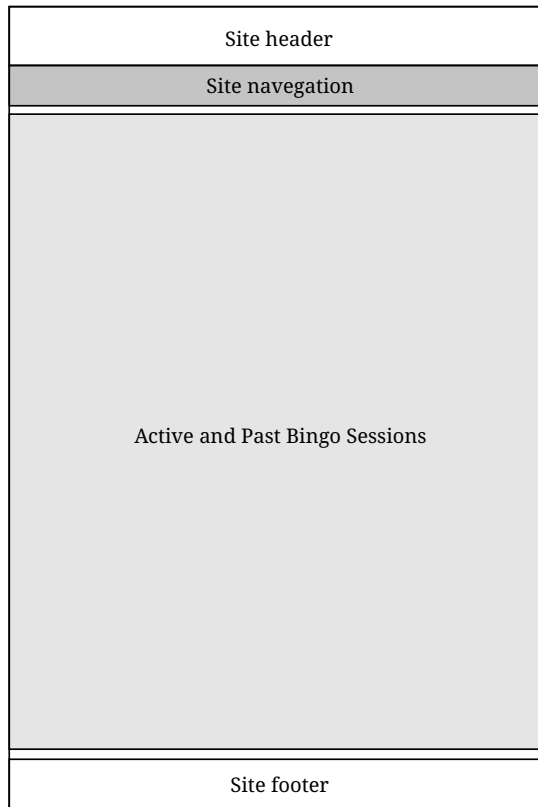 Site header
Site navegation
Active and Past Bingo Sessions
Site footer